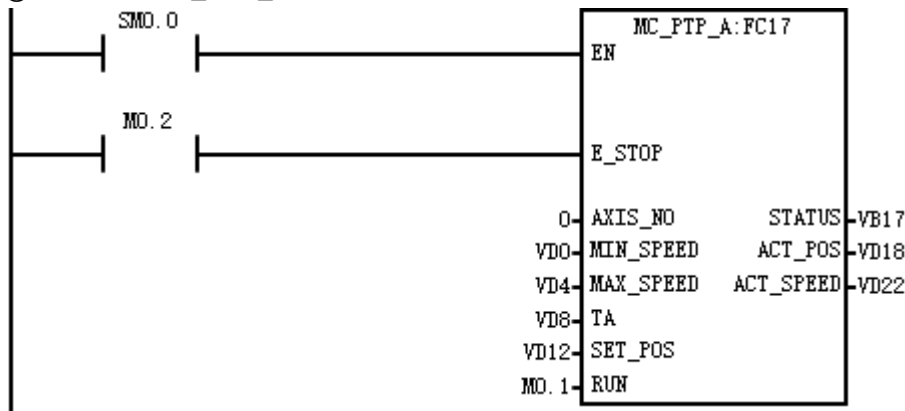 SM0.0
MC_PTP_A:FC17
EN
M0.2
E_STOP
0 AXIS_NO STATUS VB17
VD0 MIN_SPEED ACT_POS VD18
VD4 MAX_SPEED ACT_SPEED VD22
VD8 TA
VD12 SET_POS
M0.1 RUN